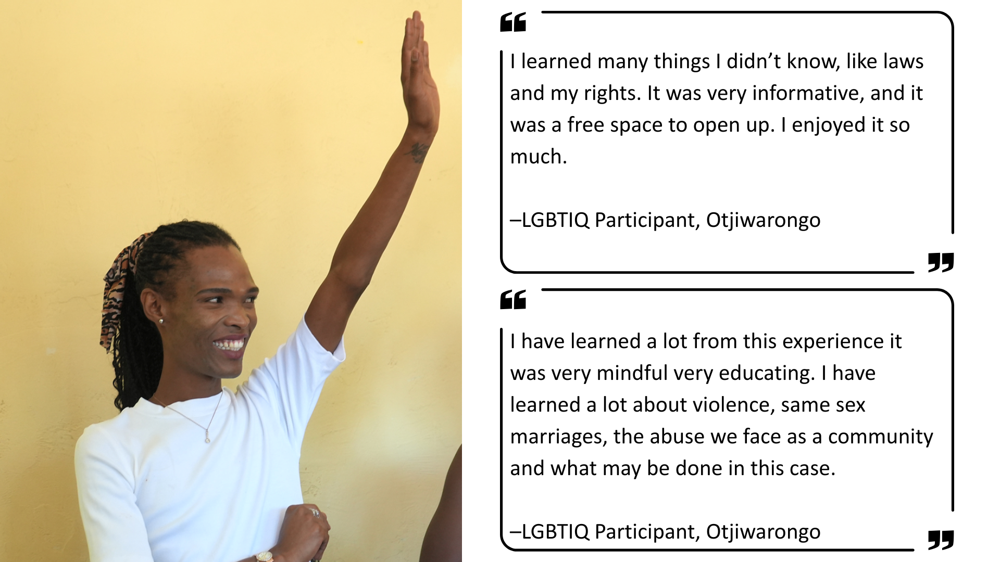 “
I learned many things I didn’t know, like laws
and my rights. It was very informative, and it
was a free space to open up. I enjoyed it so
much.
–LGBTIQ Participant, Otjiwarongo
”
“
I have learned a lot from this experience it
was very mindful very educating. I have
learned a lot about violence, same sex
marriages, the abuse we face as a community
and what may be done in this case.
–LGBTIQ Participant, Otjiwarongo
”